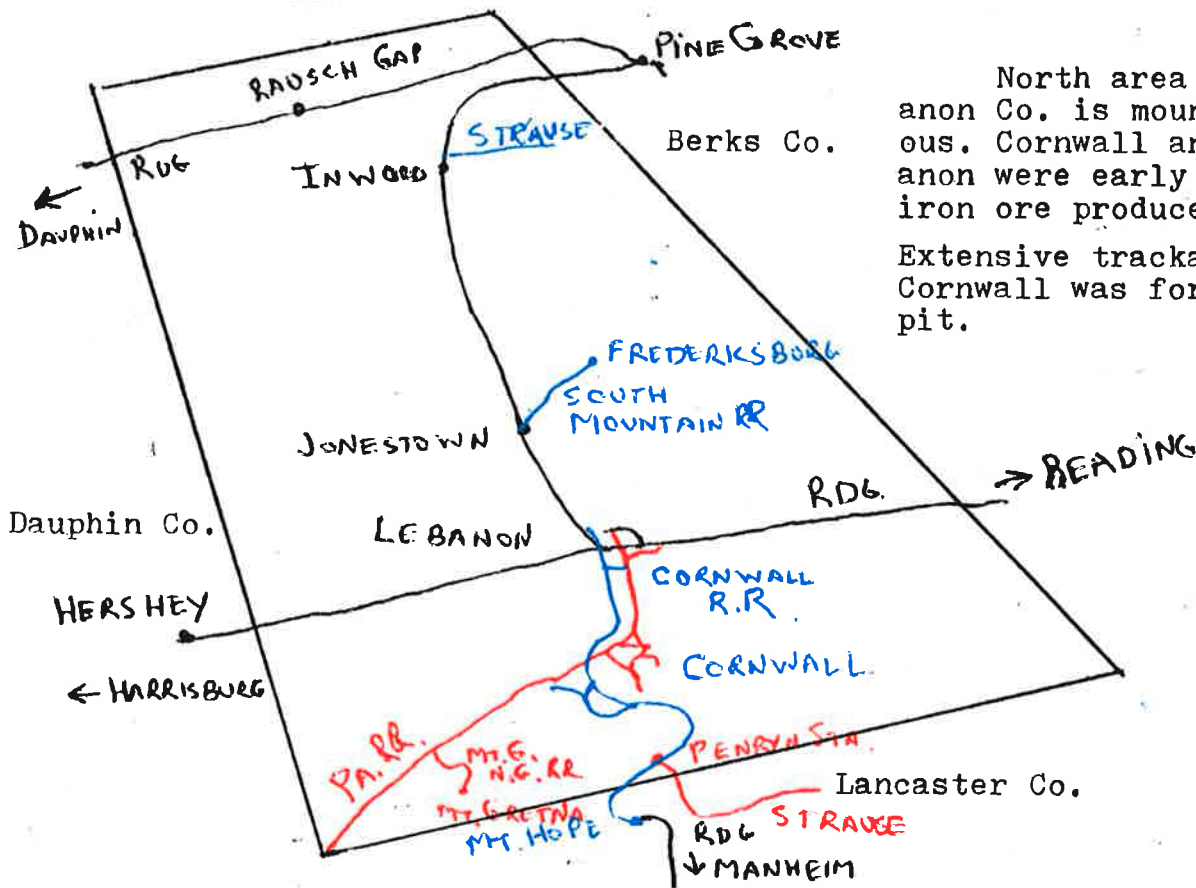 PINE GROVE
RAUSCH GAP
North area
anon Co. is moun
ous. Cornwall an
anon were early
iron ore produce
Extensive tracka
Cornwall was for
pit.
STRAUSE
Berks Co.
RDG
INWOOD
DAUPHIN
FREDERICKSBURG
SOUTH
MOUNTAIN RR
JONESTOWN
→ READING
RDG.
Dauphin Co.
LEBANON
CORNWALL
R.R.
HERSHEY
CORNWALL
← HARRISBURG
PA. RR.
MT. G.
N.G. RR
MT. GRETNA
PENRYN STN.
Lancaster Co.
STRAUSE
MT. HOPE
RDG
↓ MANHEIM